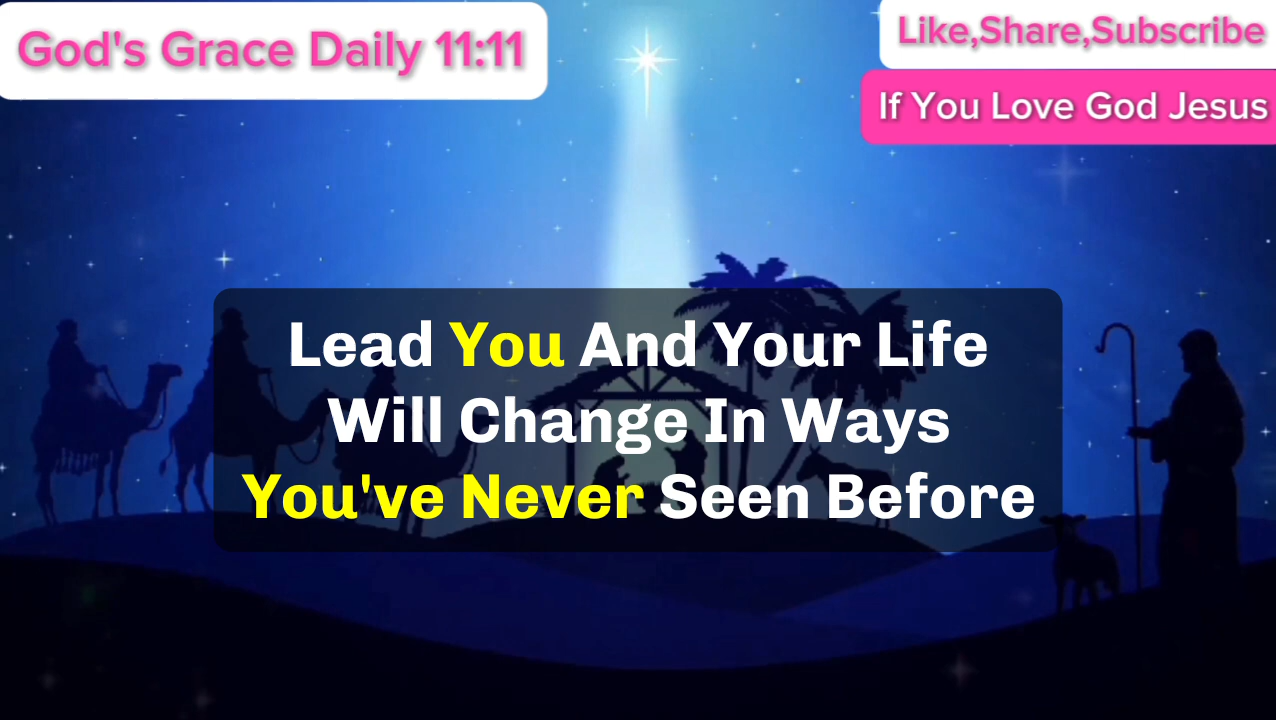 God's Grace Daily 11:11
Like,Share,Subscribe
If You Love God Jesus
Lead You And Your Life
Will Change In Ways
You've Never Seen Before